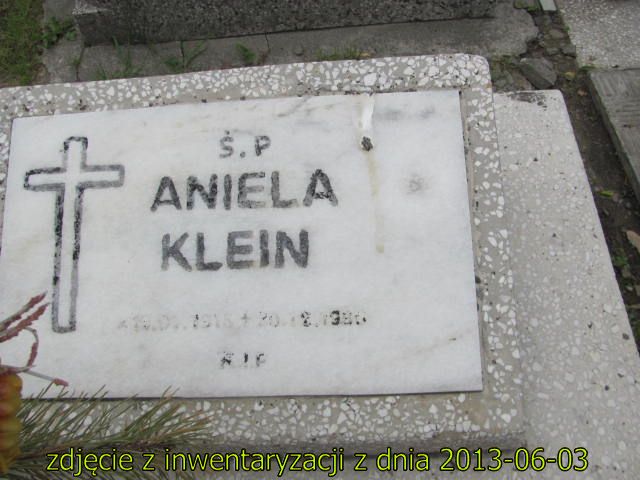 Ś.P
ANIELA
KLEIN
R.I.P
zdjęcie z inwentaryzacji z dnia 2013-06-03